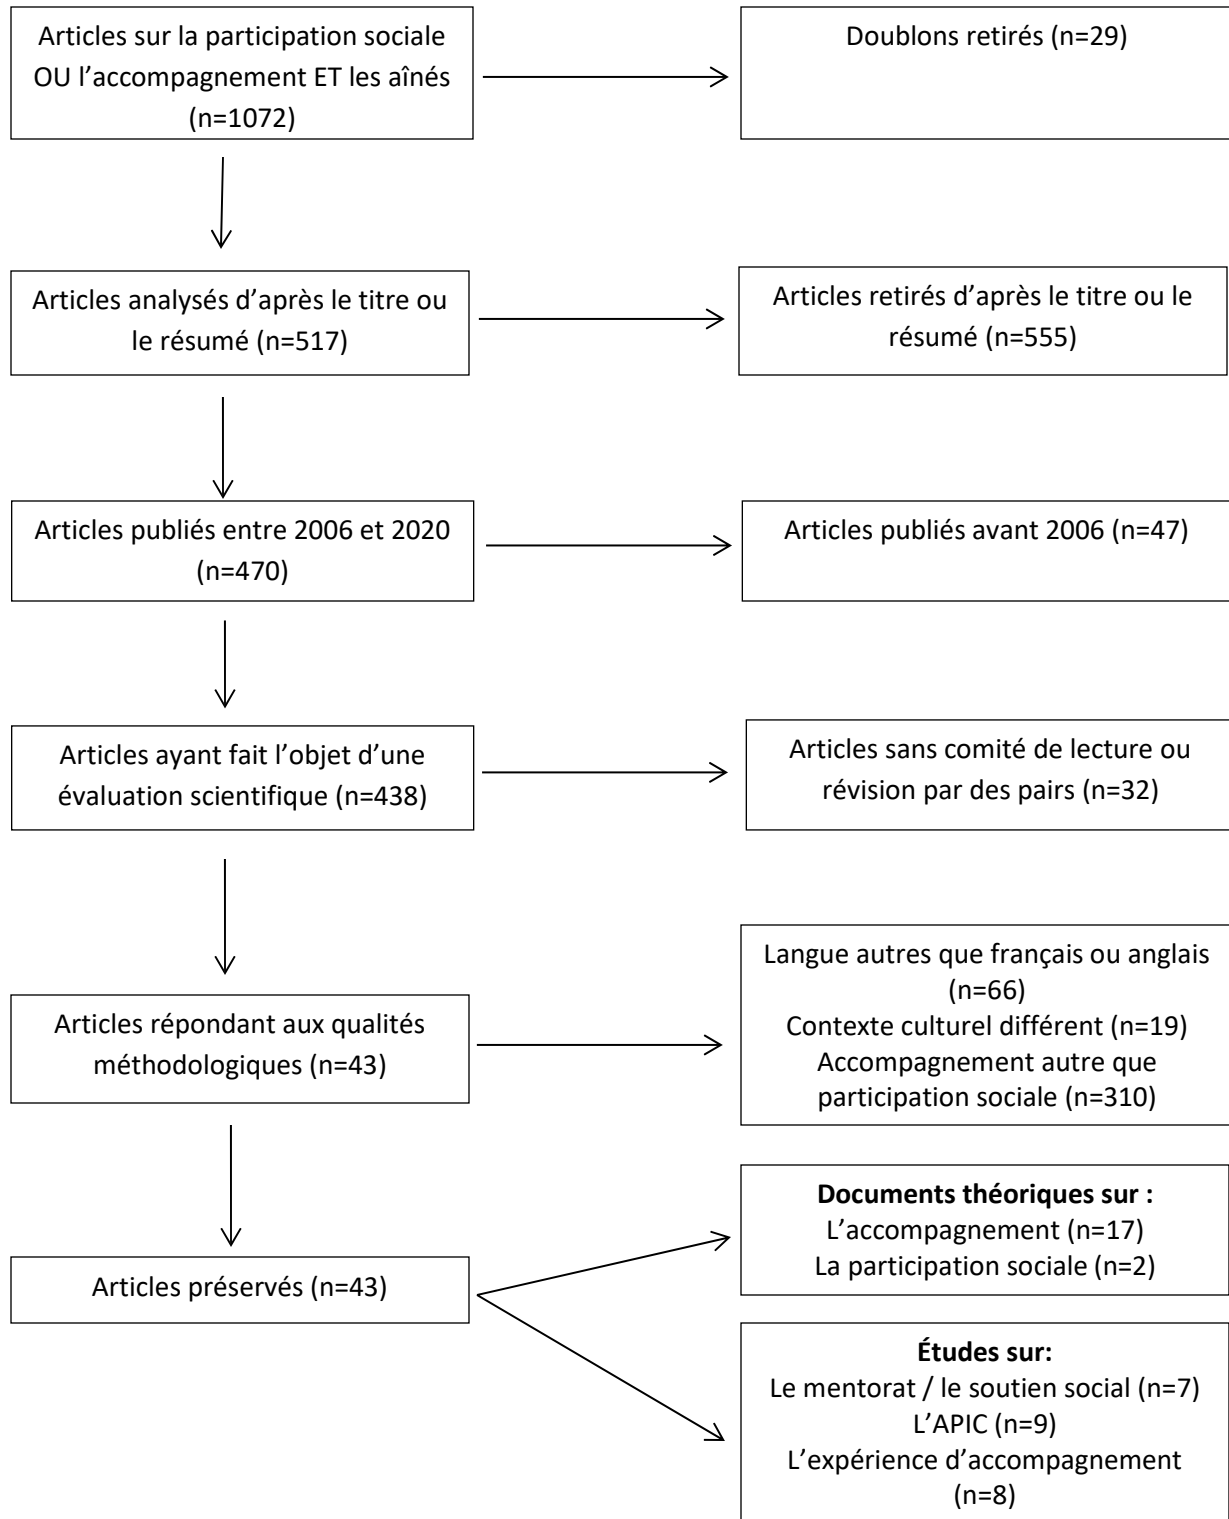 Articles sur la participation sociale
OU l’accompagnement ET les aînés
(n=1072)
Doublons retirés (n=29)
Articles analysés d’après le titre ou
le résumé (n=517)
Articles retirés d’après le titre ou le
résumé (n=555)
Articles publiés entre 2006 et 2020
(n=470)
Articles publiés avant 2006 (n=47)
Articles ayant fait l’objet d’une
évaluation scientifique (n=438)
Articles sans comité de lecture ou
révision par des pairs (n=32)
Articles répondant aux qualités
méthodologiques (n=43)
Langue autres que français ou anglais
(n=66)
Contexte culturel différent (n=19)
Accompagnement autre que
participation sociale (n=310)
Articles préservés (n=43)
Documents théoriques sur :
L’accompagnement (n=17)
La participation sociale (n=2)
Études sur:
Le mentorat / le soutien social (n=7)
L’APIC (n=9)
L’expérience d’accompagnement
(n=8)